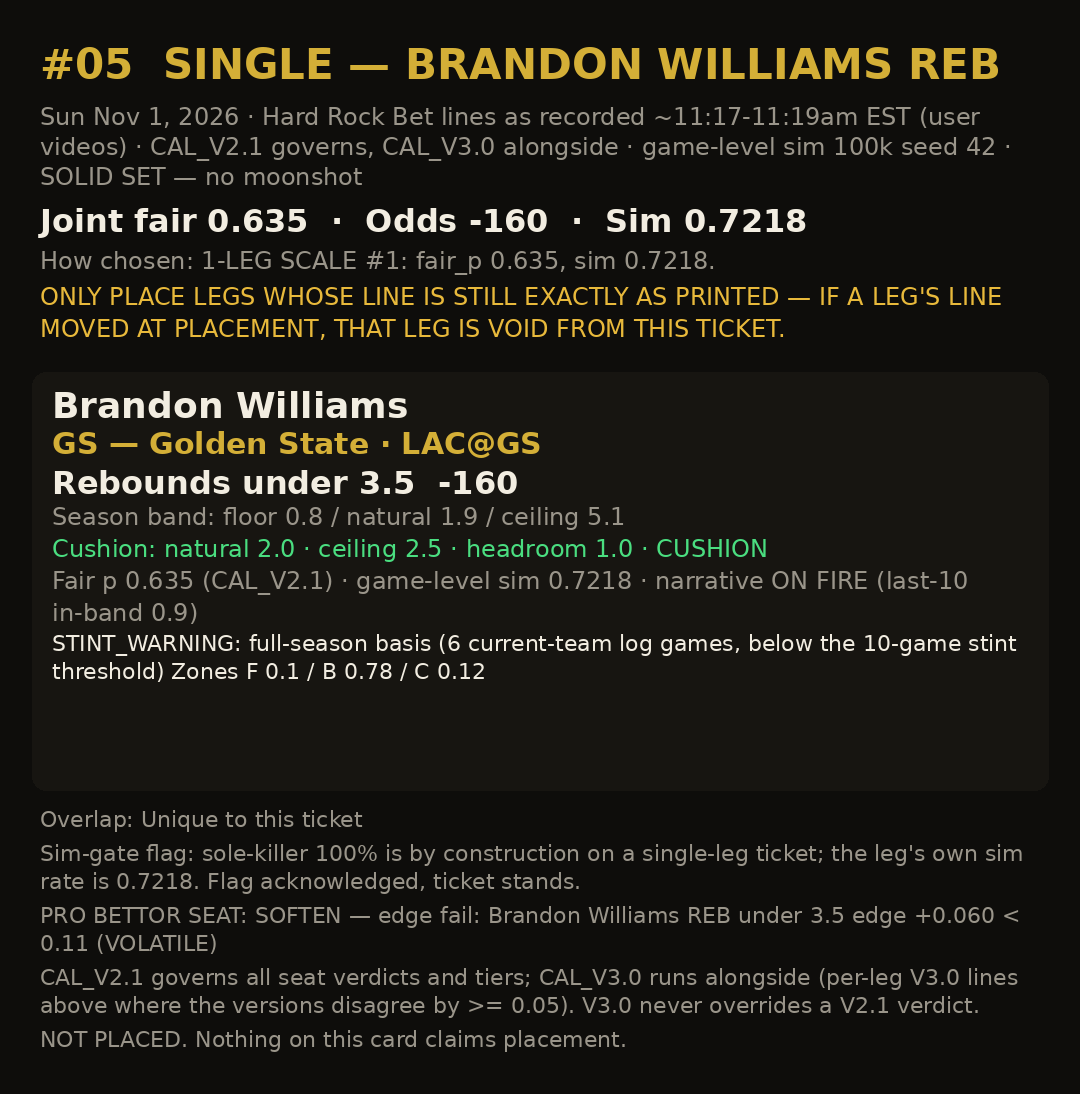 #05  SINGLE — BRANDON WILLIAMS REB
Sun Nov 1, 2026 · Hard Rock Bet lines as recorded ~11:17-11:19am EST (user
videos) · CAL_V2.1 governs, CAL_V3.0 alongside · game-level sim 100k seed 42 ·
SOLID SET — no moonshot
Joint fair 0.635  ·  Odds -160  ·  Sim 0.7218
How chosen: 1-LEG SCALE #1: fair_p 0.635, sim 0.7218.
ONLY PLACE LEGS WHOSE LINE IS STILL EXACTLY AS PRINTED — IF A LEG'S LINE
MOVED AT PLACEMENT, THAT LEG IS VOID FROM THIS TICKET.
Brandon Williams
GS — Golden State · LAC@GS
Rebounds under 3.5  -160
Season band: floor 0.8 / natural 1.9 / ceiling 5.1
Cushion: natural 2.0 · ceiling 2.5 · headroom 1.0 · CUSHION
Fair p 0.635 (CAL_V2.1) · game-level sim 0.7218 · narrative ON FIRE (last-10
in-band 0.9)
STINT_WARNING: full-season basis (6 current-team log games, below the 10-game stint
threshold) Zones F 0.1 / B 0.78 / C 0.12
Overlap: Unique to this ticket
Sim-gate flag: sole-killer 100% is by construction on a single-leg ticket; the leg's own sim
rate is 0.7218. Flag acknowledged, ticket stands.
PRO BETTOR SEAT: SOFTEN — edge fail: Brandon Williams REB under 3.5 edge +0.060 <
0.11 (VOLATILE)
CAL_V2.1 governs all seat verdicts and tiers; CAL_V3.0 runs alongside (per-leg V3.0 lines
above where the versions disagree by >= 0.05). V3.0 never overrides a V2.1 verdict.
NOT PLACED. Nothing on this card claims placement.